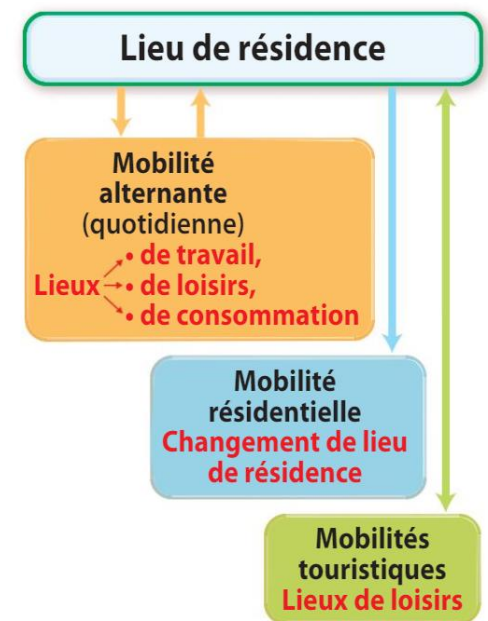 Lieu de résidence
Mobilité
alternante
(quotidienne)
• de travail,
Lieux • de loisirs,
• de consommation
Mobilité
résidentielle
Changement de lieu
de résidence
Mobilités
touristiques
Lieux de loisirs